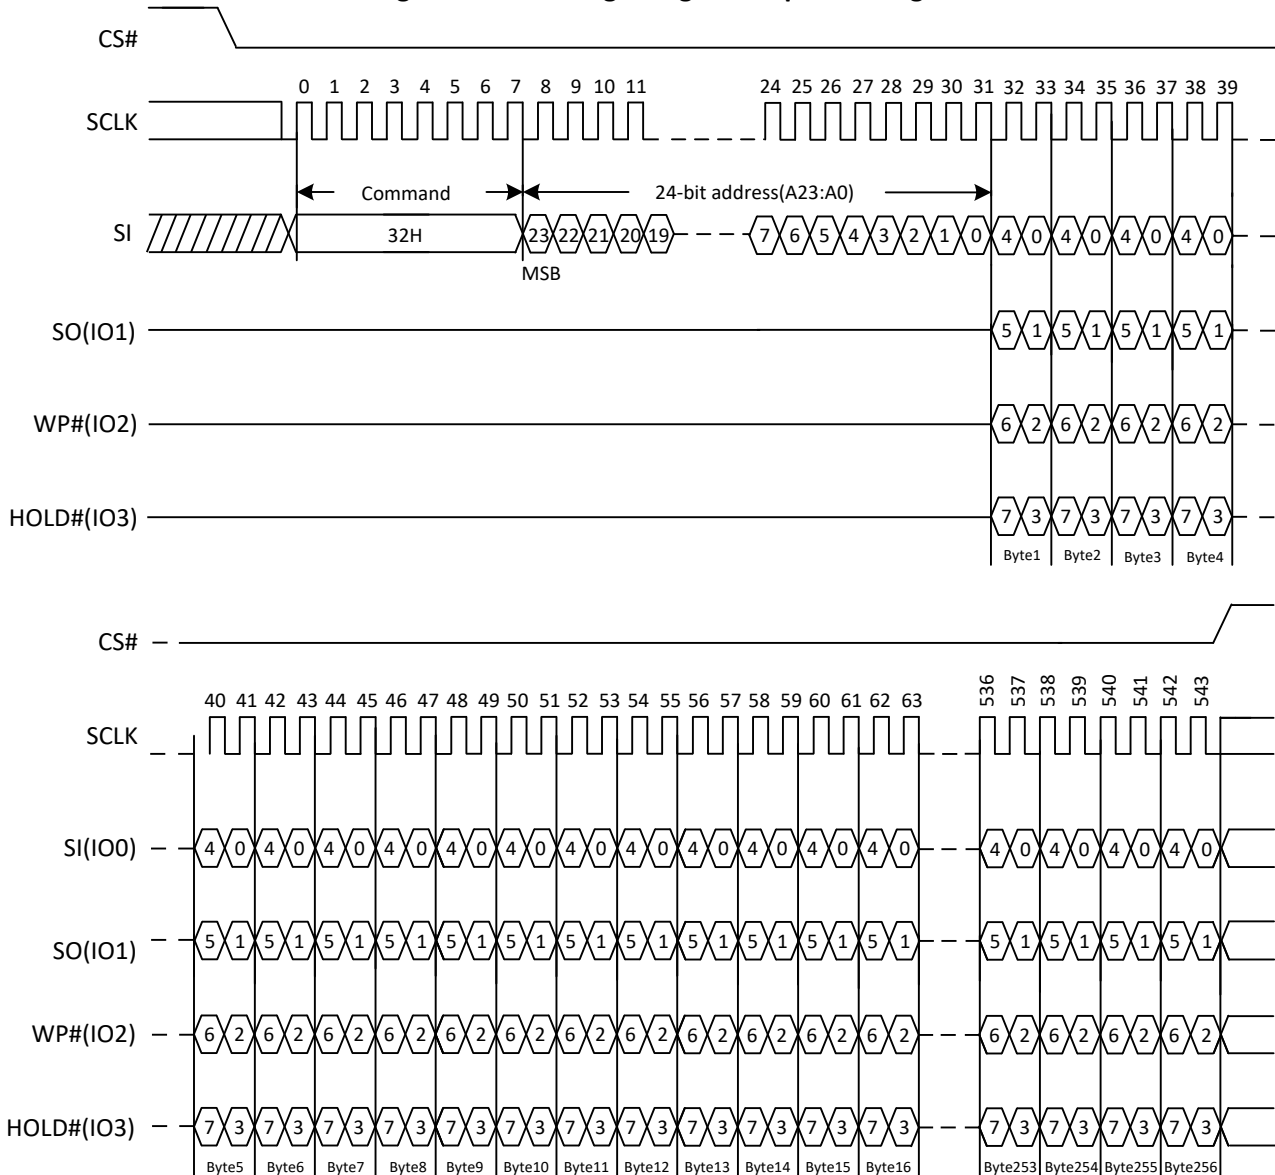 CS#
0 1 2 3 4 5 6 7 8 9 10 11 24 25 26 27 28 29 30 31 32 33 34 35 36 37 38 39
SCLK
Command 24-bit address(A23:A0)
SI 32H 23 22 21 20 19 7 6 5 4 3 2 1 0 4 0 4 0 4 0 4 0
MSB
SO(IO1) 5 1 5 1 5 1 5 1
WP#(IO2) 6 2 6 2 6 2 6 2
HOLD#(IO3) 7 3 7 3 7 3 7 3
Byte1 Byte2 Byte3 Byte4
CS#
40 41 42 43 44 45 46 47 48 49 50 51 52 53 54 55 56 57 58 59 60 61 62 63 536 537 538 539 540 541 542 543
SCLK
SI(IO0) 4 0 4 0 4 0 4 0 4 0 4 0 4 0 4 0 4 0 4 0 4 0 4 0 4 0 4 0 4 0 4 0
SO(IO1) 5 1 5 1 5 1 5 1 5 1 5 1 5 1 5 1 5 1 5 1 5 1 5 1 5 1 5 1 5 1 5 1
WP#(IO2) 6 2 6 2 6 2 6 2 6 2 6 2 6 2 6 2 6 2 6 2 6 2 6 2 6 2 6 2 6 2 6 2
HOLD#(IO3) 7 3 7 3 7 3 7 3 7 3 7 3 7 3 7 3 7 3 7 3 7 3 7 3 7 3 7 3 7 3 7 3
Byte5 Byte6 Byte7 Byte8 Byte9 Byte10 Byte11 Byte12 Byte13 Byte14 Byte15 Byte16 Byte253 Byte254 Byte255 Byte256